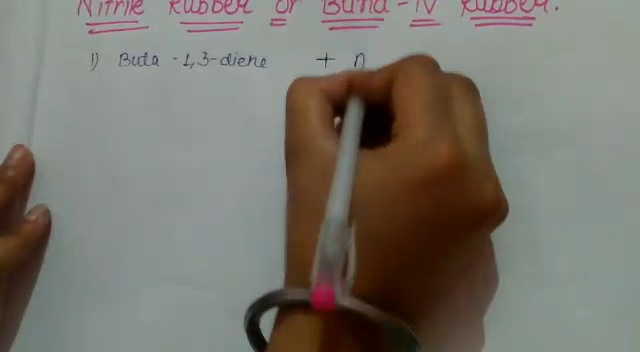 Nitrile Rubber or Buna - N Rubber.
1) Buta - 1,3-diene + n